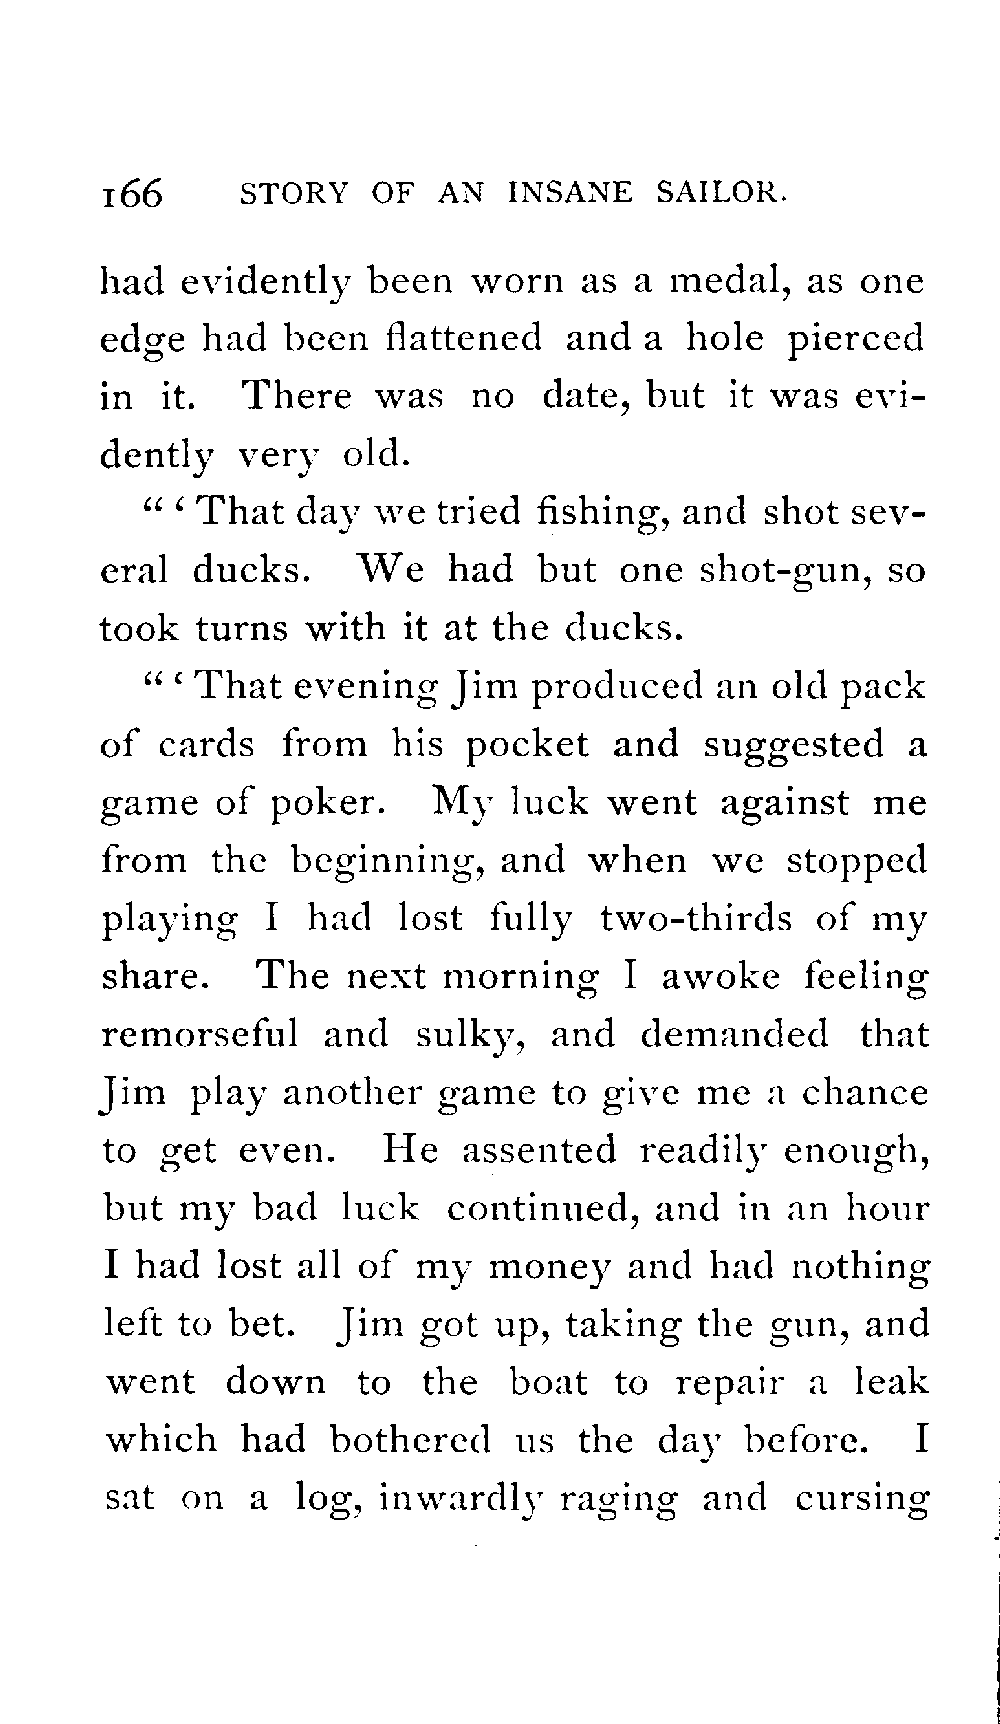 166 STORY OF AN INSANE SAILOR.
had evidently been worn as a medal, as one
edge had been flattened and a hole pierced
in it. There was no date, but it was evi-
dently very old.
“ ‘ That day we tried fishing, and shot sev-
eral ducks. We had but one shot-gun, so
took turns with it at the ducks.
“ ‘ That evening Jim produced an old pack
of cards from his pocket and suggested a
game of poker. My luck went against me
from the beginning, and when we stopped
playing I had lost fully two-thirds of my
share. The next morning I awoke feeling
remorseful and sulky, and demanded that
Jim play another game to give me a chance
to get even. He assented readily enough,
but my bad luck continued, and in an hour
I had lost all of my money and had nothing
left to bet. Jim got up, taking the gun, and
went down to the boat to repair a leak
which had bothered us the day before. I
sat on a log, inwardly raging and cursing